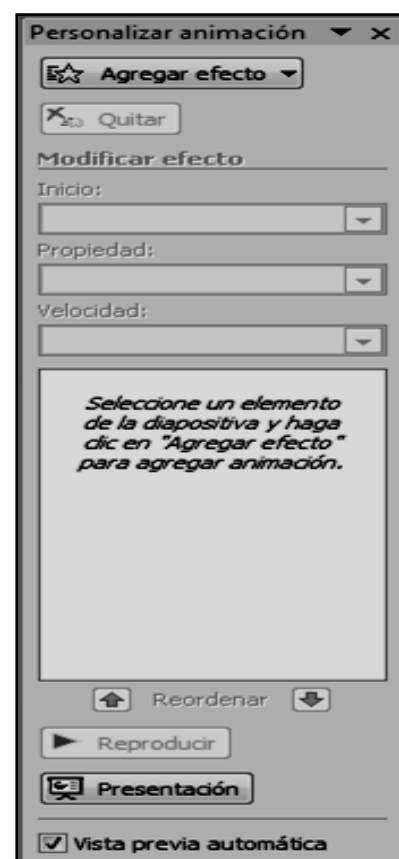 Personalizar animación
Agregar efecto
Quitar
Modificar efecto
Inicio:
Propiedad:
Velocidad:
Seleccione un elemento
de la diapositiva y haga
clic en "Agregar efecto"
para agregar animación.
Reordenar
Reproducir
Presentación
Vista previa automática